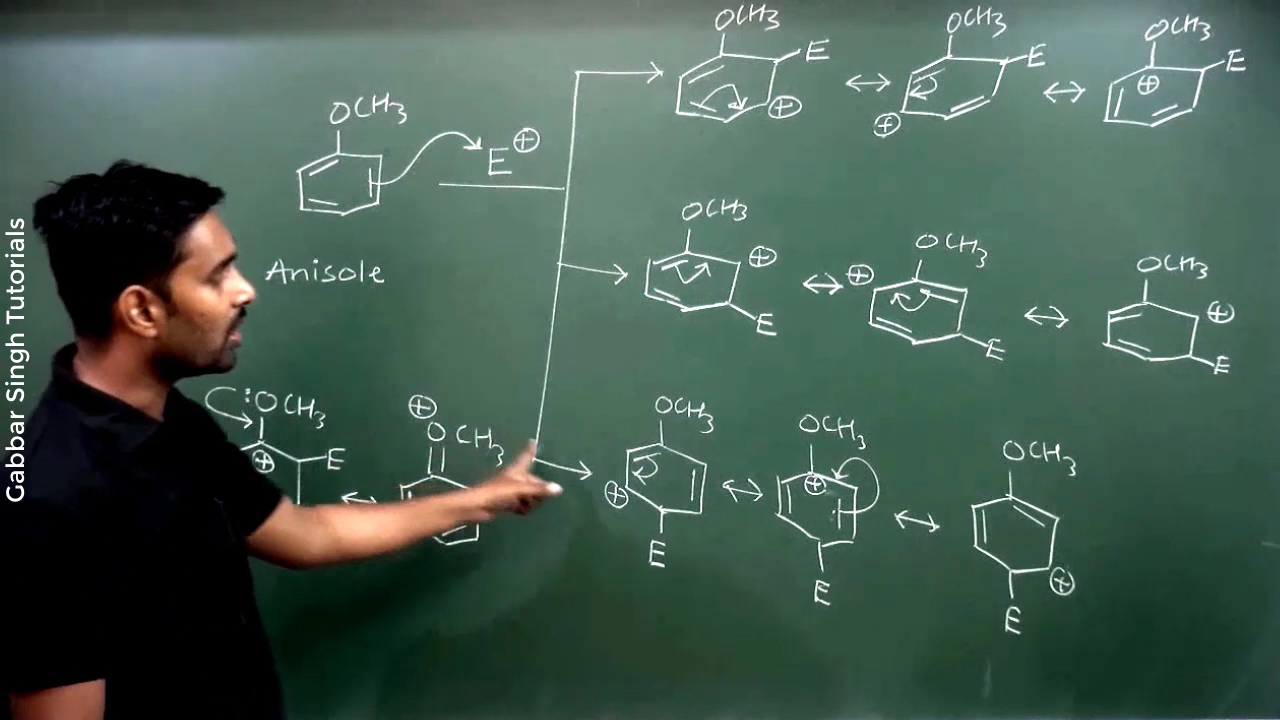 Gabbar Singh Tutorials
OCH3
E⊕
Anisole
OCH3
E
⊕
OCH3
E
⊕
OCH3
E
⊕
OCH3
⊕
E
OCH3
⊕
E
OCH3
⊕
E
:OCH3
⊕
E
⊕
OCH3
OCH3
⊕
E
OCH3
⊕
E
OCH3
⊕
E